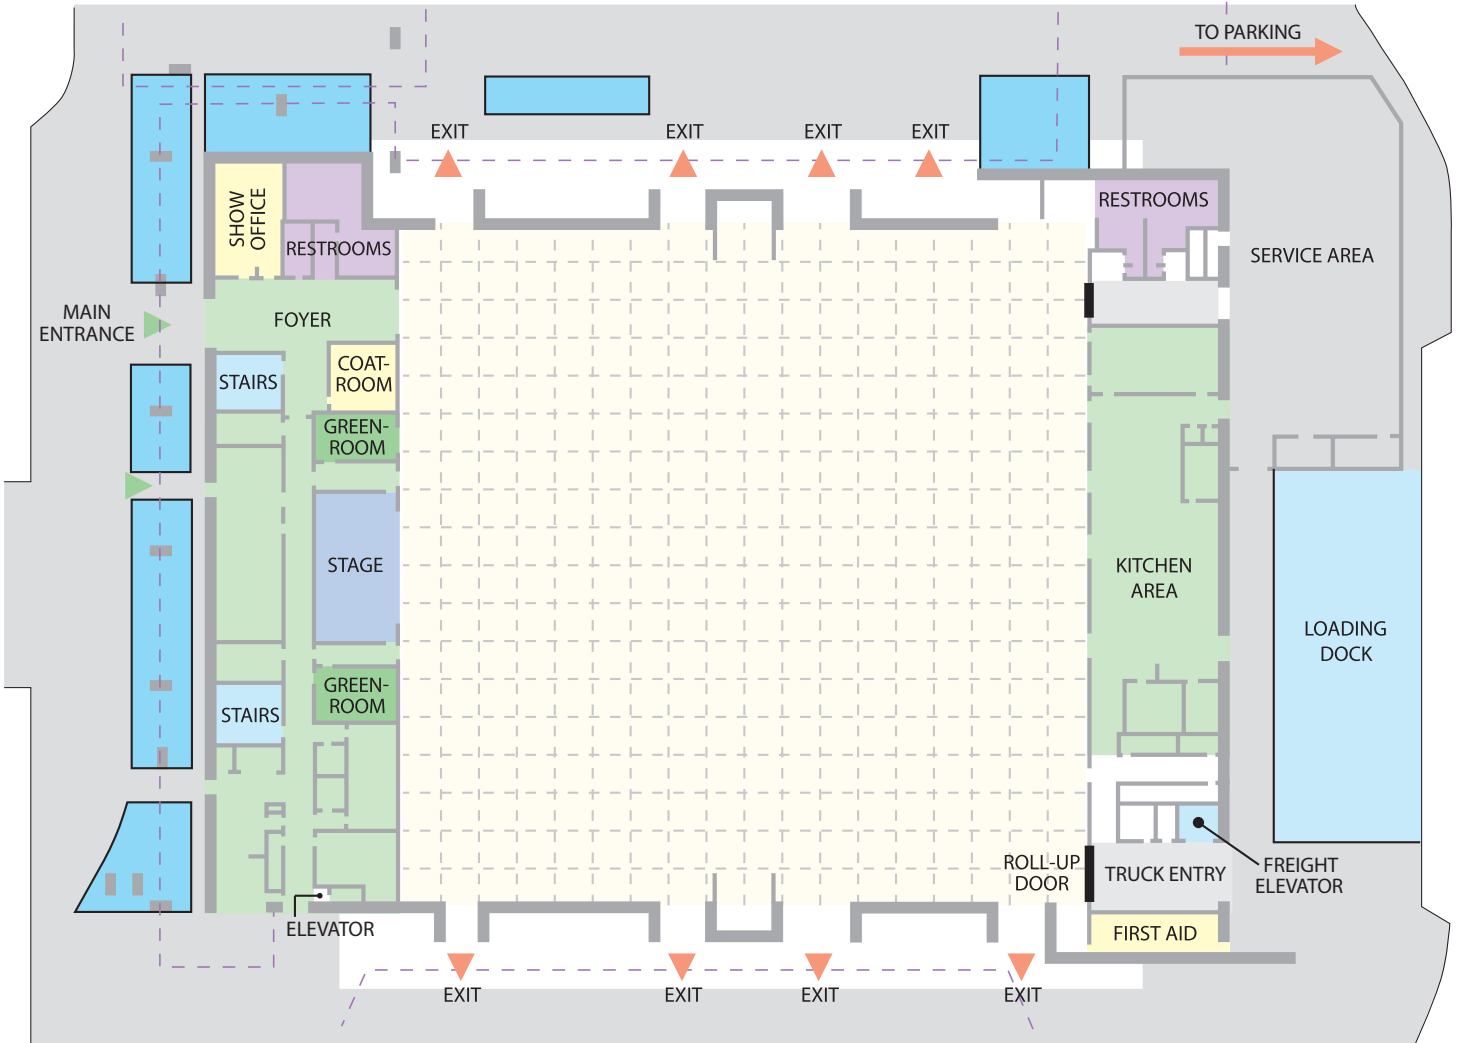 TO PARKING
EXIT
EXIT
EXIT
EXIT
SHOW
OFFICE
RESTROOMS
RESTROOMS
SERVICE AREA
MAIN
ENTRANCE
FOYER
STAIRS
COAT-
ROOM
GREEN-
ROOM
STAGE
KITCHEN
AREA
LOADING
DOCK
GREEN-
ROOM
STAIRS
ROLL-UP
DOOR
TRUCK ENTRY
FREIGHT
ELEVATOR
ELEVATOR
FIRST AID
EXIT
EXIT
EXIT
EXIT